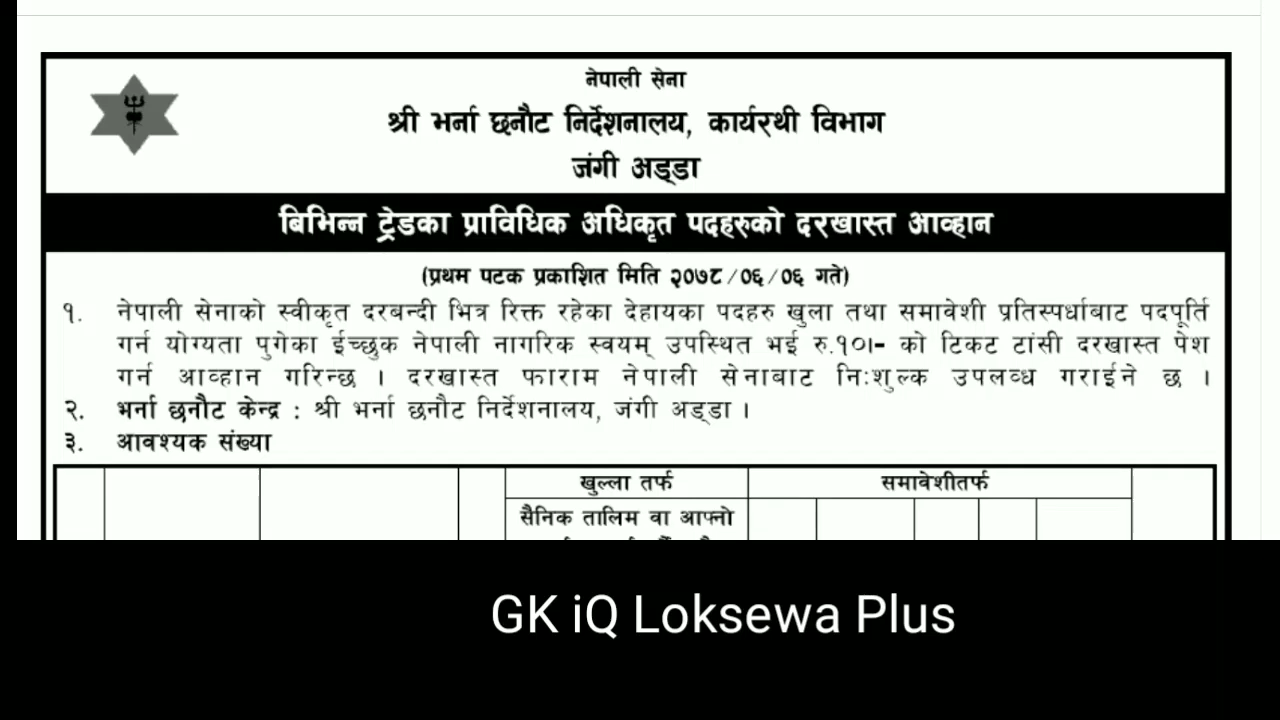 नेपाली सेना
श्री भर्ना छनौट निर्देशनालय, कार्यरथी विभाग
जंगी अड्डा
बिभिन्न ट्रेडका प्राविधिक अधिकृत पदहरुको दरखास्त आव्हान
(प्रथम पटक प्रकाशित मिति २०७८/०६/०६ गते)
१. नेपाली सेनाको स्वीकृत दरबन्दी भित्र रिक्त रहेका देहायका पदहरु खुला तथा समावेशी प्रतिस्पर्धाबाट पदपूर्ति
गर्न योग्यता पुगेका ईच्छुक नेपाली नागरिक स्वयम् उपस्थित भई रु.१०।- को टिकट टांसी दरखास्त पेश
गर्न आव्हान गरिन्छ । दरखास्त फाराम नेपाली सेनाबाट निःशुल्क उपलव्ध गराईने छ ।
२. भर्ना छनौट केन्द्र : श्री भर्ना छनौट निर्देशनालय, जंगी अड्डा ।
३. आवश्यक संख्या
खुल्ला तर्फ समावेशीतर्फ
सैनिक तालिम वा आफ्नो
GK iQ Loksewa Plus